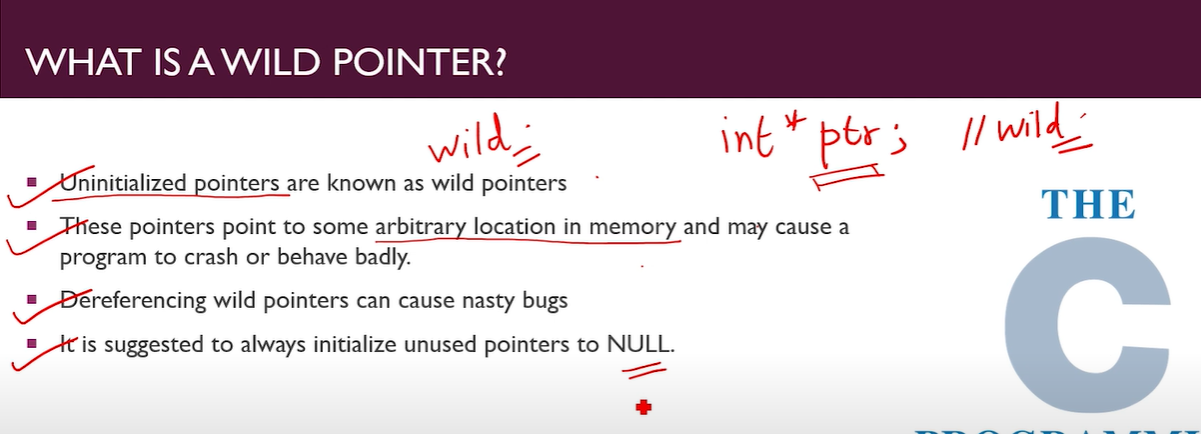 WHAT IS A WILD POINTER?
wild;
int * ptr; // wild
Uninitialized pointers are known as wild pointers
These pointers point to some arbitrary location in memory and may cause a
program to crash or behave badly.
Dereferencing wild pointers can cause nasty bugs
It is suggested to always initialize unused pointers to NULL.
THE
C